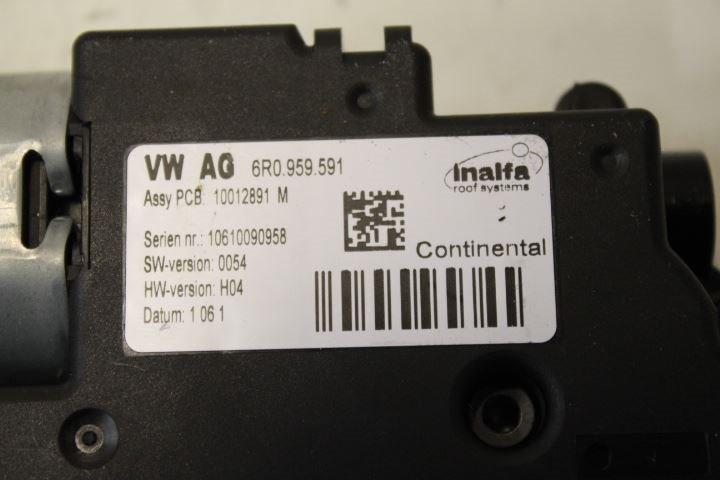 VW AG 6R0.959.591
Assy PCB: 10012891 M
Serien nr.: 10610090958
SW-version: 0054
HW-version: H04
Datum: 1 06 1
inalfa
roof systems
Continental